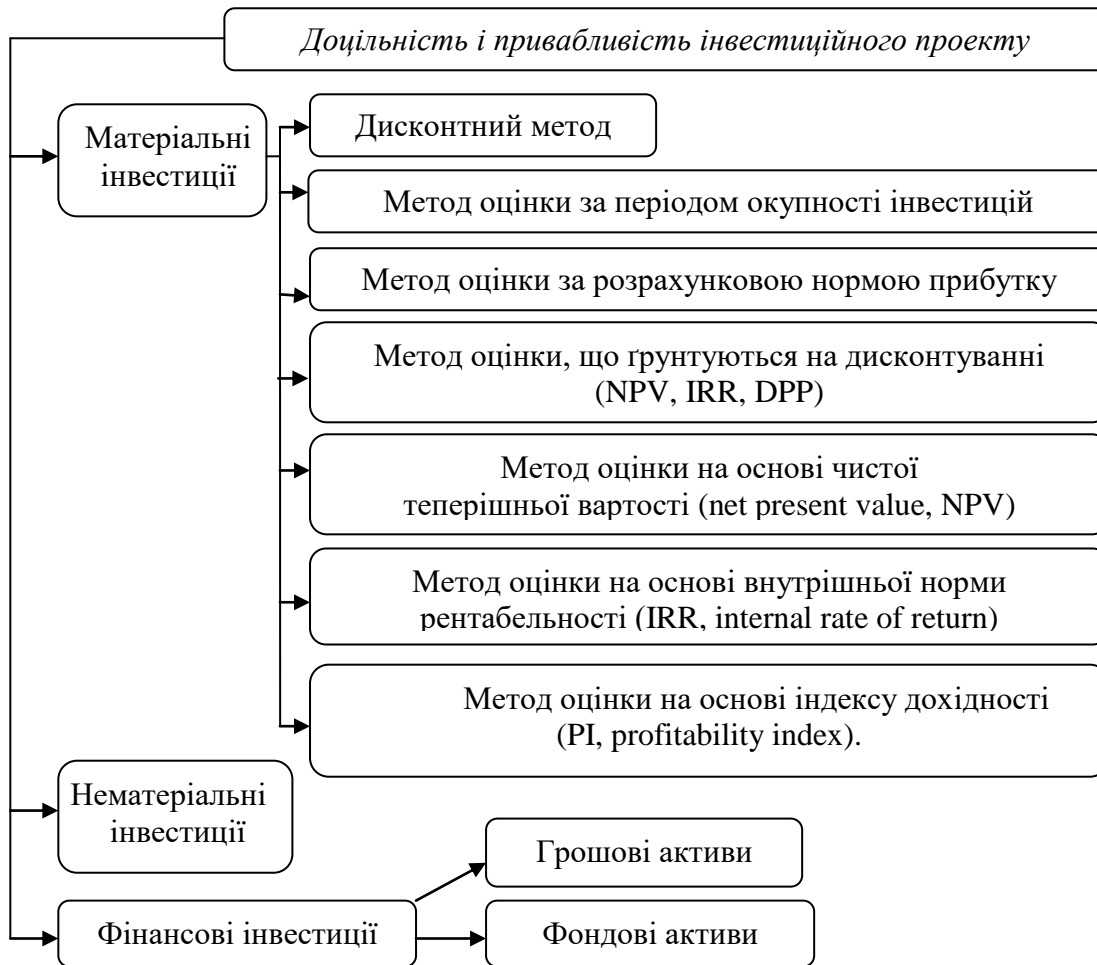 Доцільність і привабливість інвестиційного проекту
Матеріальні
інвестиції
Дисконтний метод
Метод оцінки за періодом окупності інвестицій
Метод оцінки за розрахунковою нормою прибутку
Метод оцінки, що ґрунтуються на дисконтуванні
(NPV, IRR, DPP)
Метод оцінки на основі чистої
теперішньої вартості (net present value, NPV)
Метод оцінки на основі внутрішньої норми
рентабельності (IRR, internal rate of return)
Метод оцінки на основі індексу дохідності
(PI, profitability index).
Нематеріальні
інвестиції
Грошові активи
Фінансові інвестиції
Фондові активи